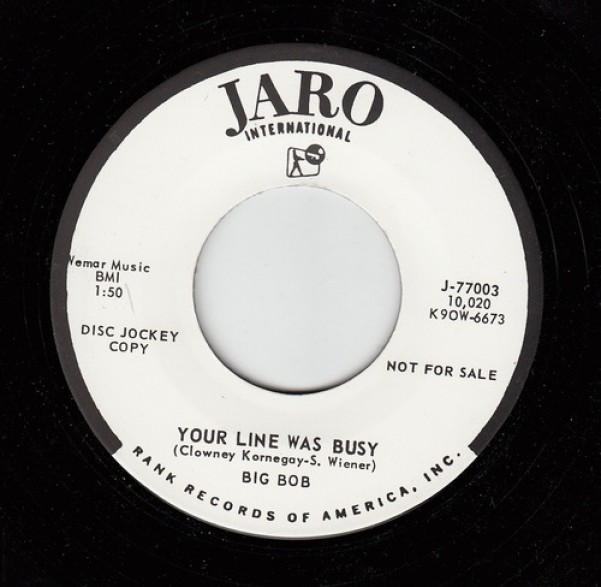 JARO
INTERNATIONAL
Wemar Music
BMI
1:50
DISC JOCKEY
COPY
J-77003
10,020
K9OW-6673
NOT FOR SALE
YOUR LINE WAS BUSY
(Clowney Kornegay-S. Wiener)
BIG BOB
RANK RECORDS OF AMERICA, INC.